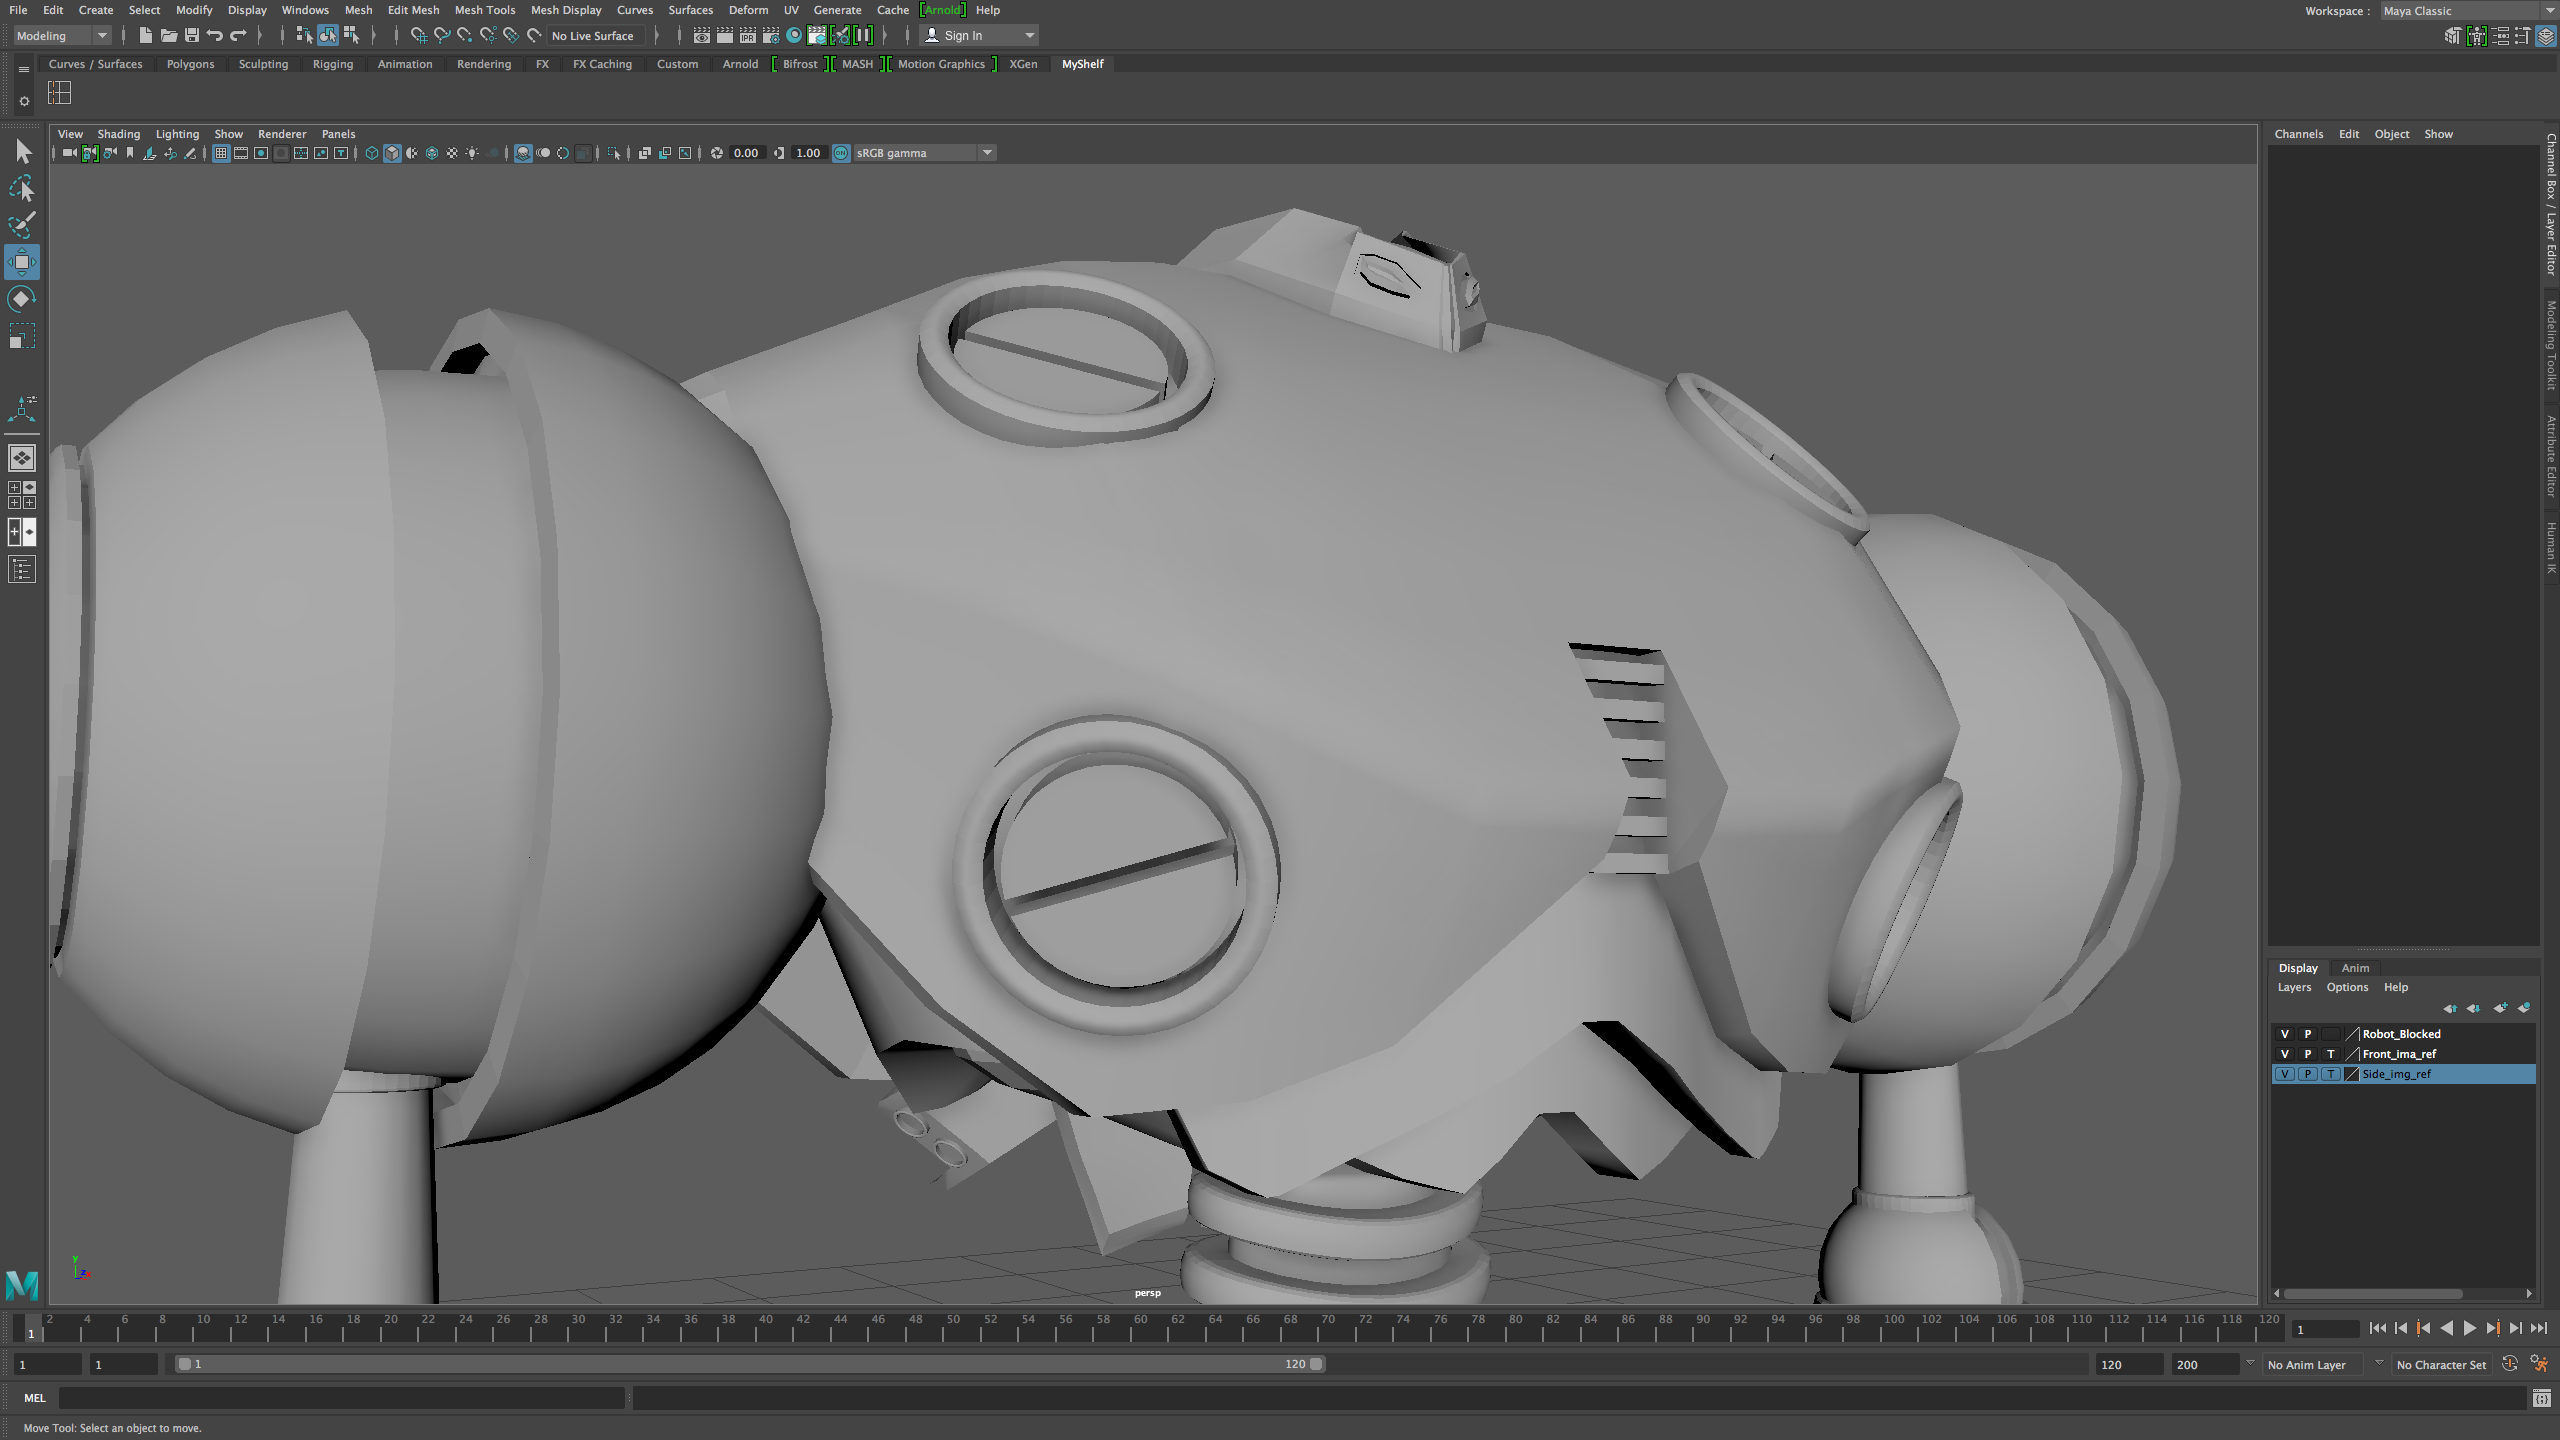 File Edit Create Select Modify Display Windows Mesh Edit Mesh Mesh Tools Mesh Display Curves Surfaces Deform UV Generate Cache [Arnold] Help Workspace : Maya Classic
Modeling No Live Surface IPR Sign In
Curves / Surfaces Polygons Sculpting Rigging Animation Rendering FX FX Caching Custom Arnold [ Bifrost ][ MASH ][ Motion Graphics ] XGen MyShelf
View Shading Lighting Show Renderer Panels
0.00 1.00 ON sRGB gamma
Channels Edit Object Show
Channel Box / Layer Editor
Modeling Toolkit
Attribute Editor
Human IK
Display Anim
Layers Options Help
V P Robot_Blocked
V P T Front_ima_ref
V P T Side_img_ref
y
z
x
persp
M
2 4 6 8 10 12 14 16 18 20 22 24 26 28 30 32 34 36 38 40 42 44 46 48 50 52 54 56 58 60 62 64 66 68 70 72 74 76 78 80 82 84 86 88 90 92 94 96 98 100 102 104 106 108 110 112 114 116 118 120
1 1
1 1 1 120 120 200 No Anim Layer No Character Set
MEL
Move Tool: Select an object to move.